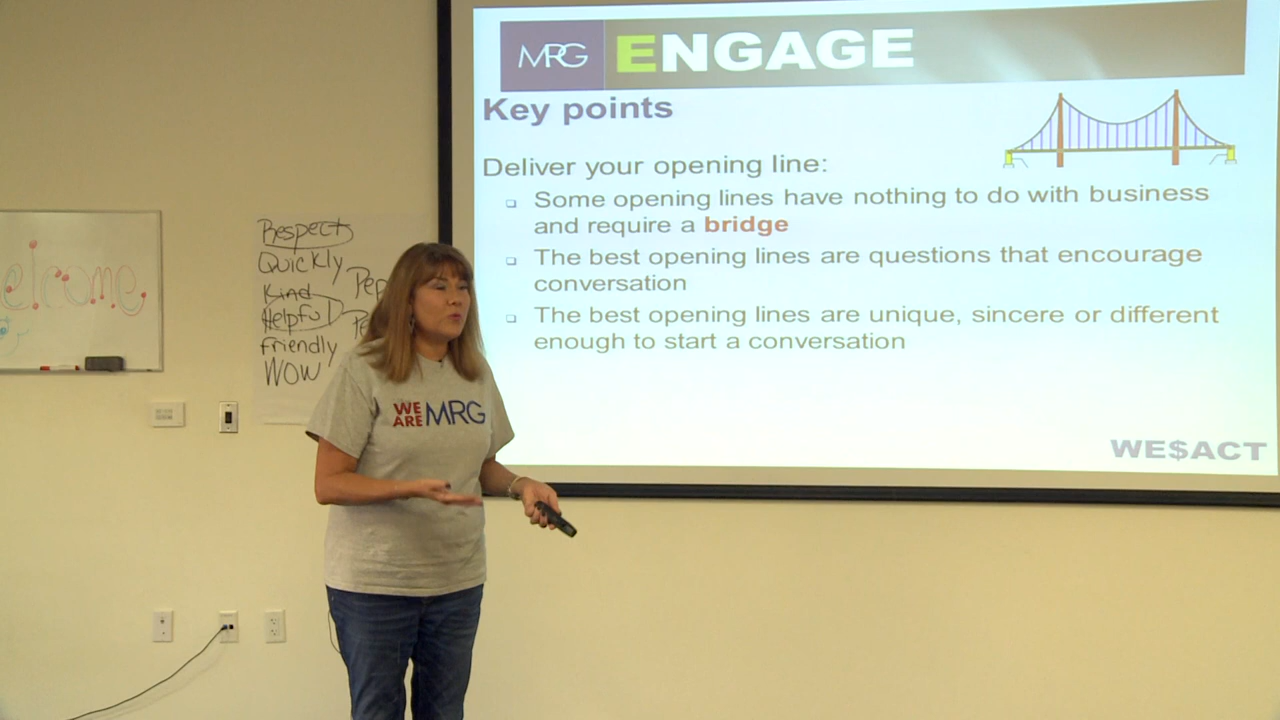 MRG ENGAGE
Key points
Deliver your opening line:
Some opening lines have nothing to do with business
and require a bridge
The best opening lines are questions that encourage
conversation
The best opening lines are unique, sincere or different
enough to start a conversation
WE$ACT
elcome
Respect
Quickly
Kind
Helpful
friendly
WOW
Pep
WE
ARE MRG